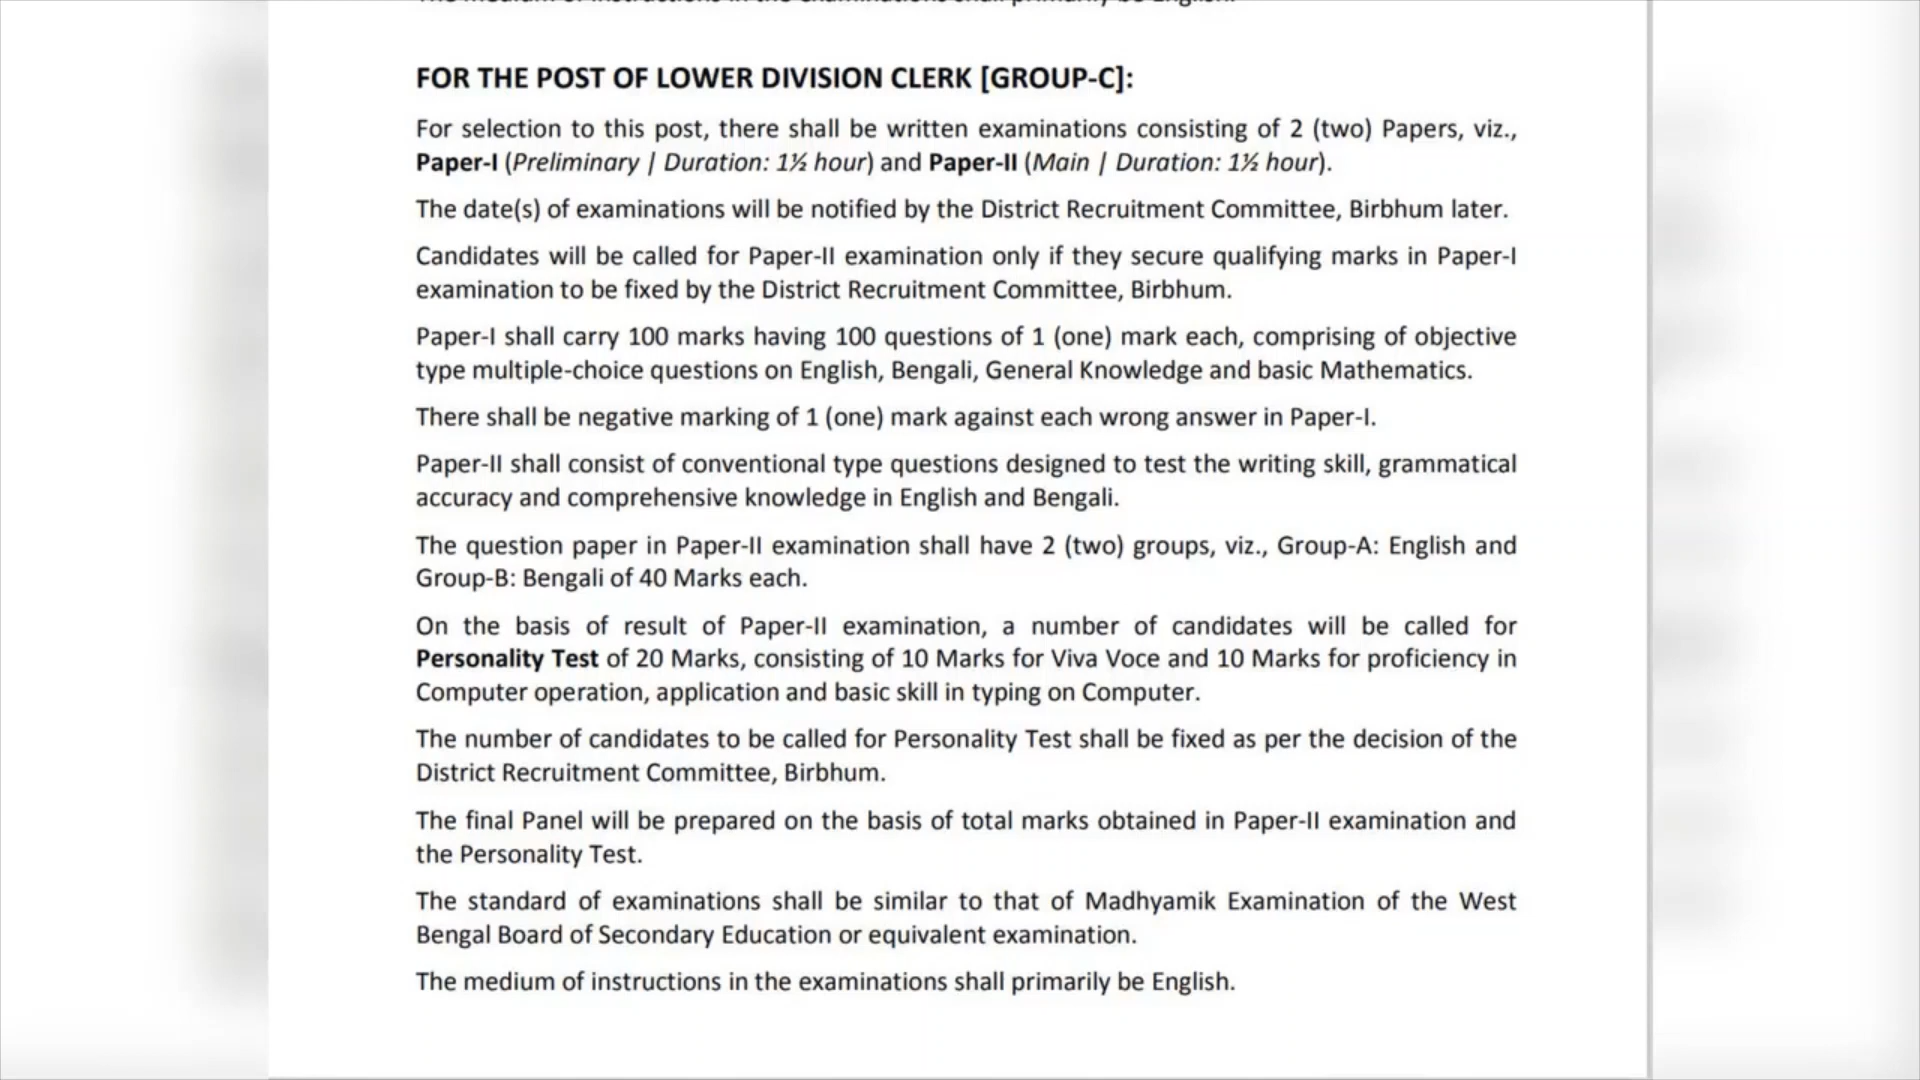 The medium of instructions in the examinations shall primarily be English.
FOR THE POST OF LOWER DIVISION CLERK [GROUP-C]:
For selection to this post, there shall be written examinations consisting of 2 (two) Papers, viz.,
Paper-I (Preliminary | Duration: 1½ hour) and Paper-II (Main | Duration: 1½ hour).
The date(s) of examinations will be notified by the District Recruitment Committee, Birbhum later.
Candidates will be called for Paper-II examination only if they secure qualifying marks in Paper-I
examination to be fixed by the District Recruitment Committee, Birbhum.
Paper-I shall carry 100 marks having 100 questions of 1 (one) mark each, comprising of objective
type multiple-choice questions on English, Bengali, General Knowledge and basic Mathematics.
There shall be negative marking of 1 (one) mark against each wrong answer in Paper-I.
Paper-II shall consist of conventional type questions designed to test the writing skill, grammatical
accuracy and comprehensive knowledge in English and Bengali.
The question paper in Paper-II examination shall have 2 (two) groups, viz., Group-A: English and
Group-B: Bengali of 40 Marks each.
On the basis of result of Paper-II examination, a number of candidates will be called for
Personality Test of 20 Marks, consisting of 10 Marks for Viva Voce and 10 Marks for proficiency in
Computer operation, application and basic skill in typing on Computer.
The number of candidates to be called for Personality Test shall be fixed as per the decision of the
District Recruitment Committee, Birbhum.
The final Panel will be prepared on the basis of total marks obtained in Paper-II examination and
the Personality Test.
The standard of examinations shall be similar to that of Madhyamik Examination of the West
Bengal Board of Secondary Education or equivalent examination.
The medium of instructions in the examinations shall primarily be English.